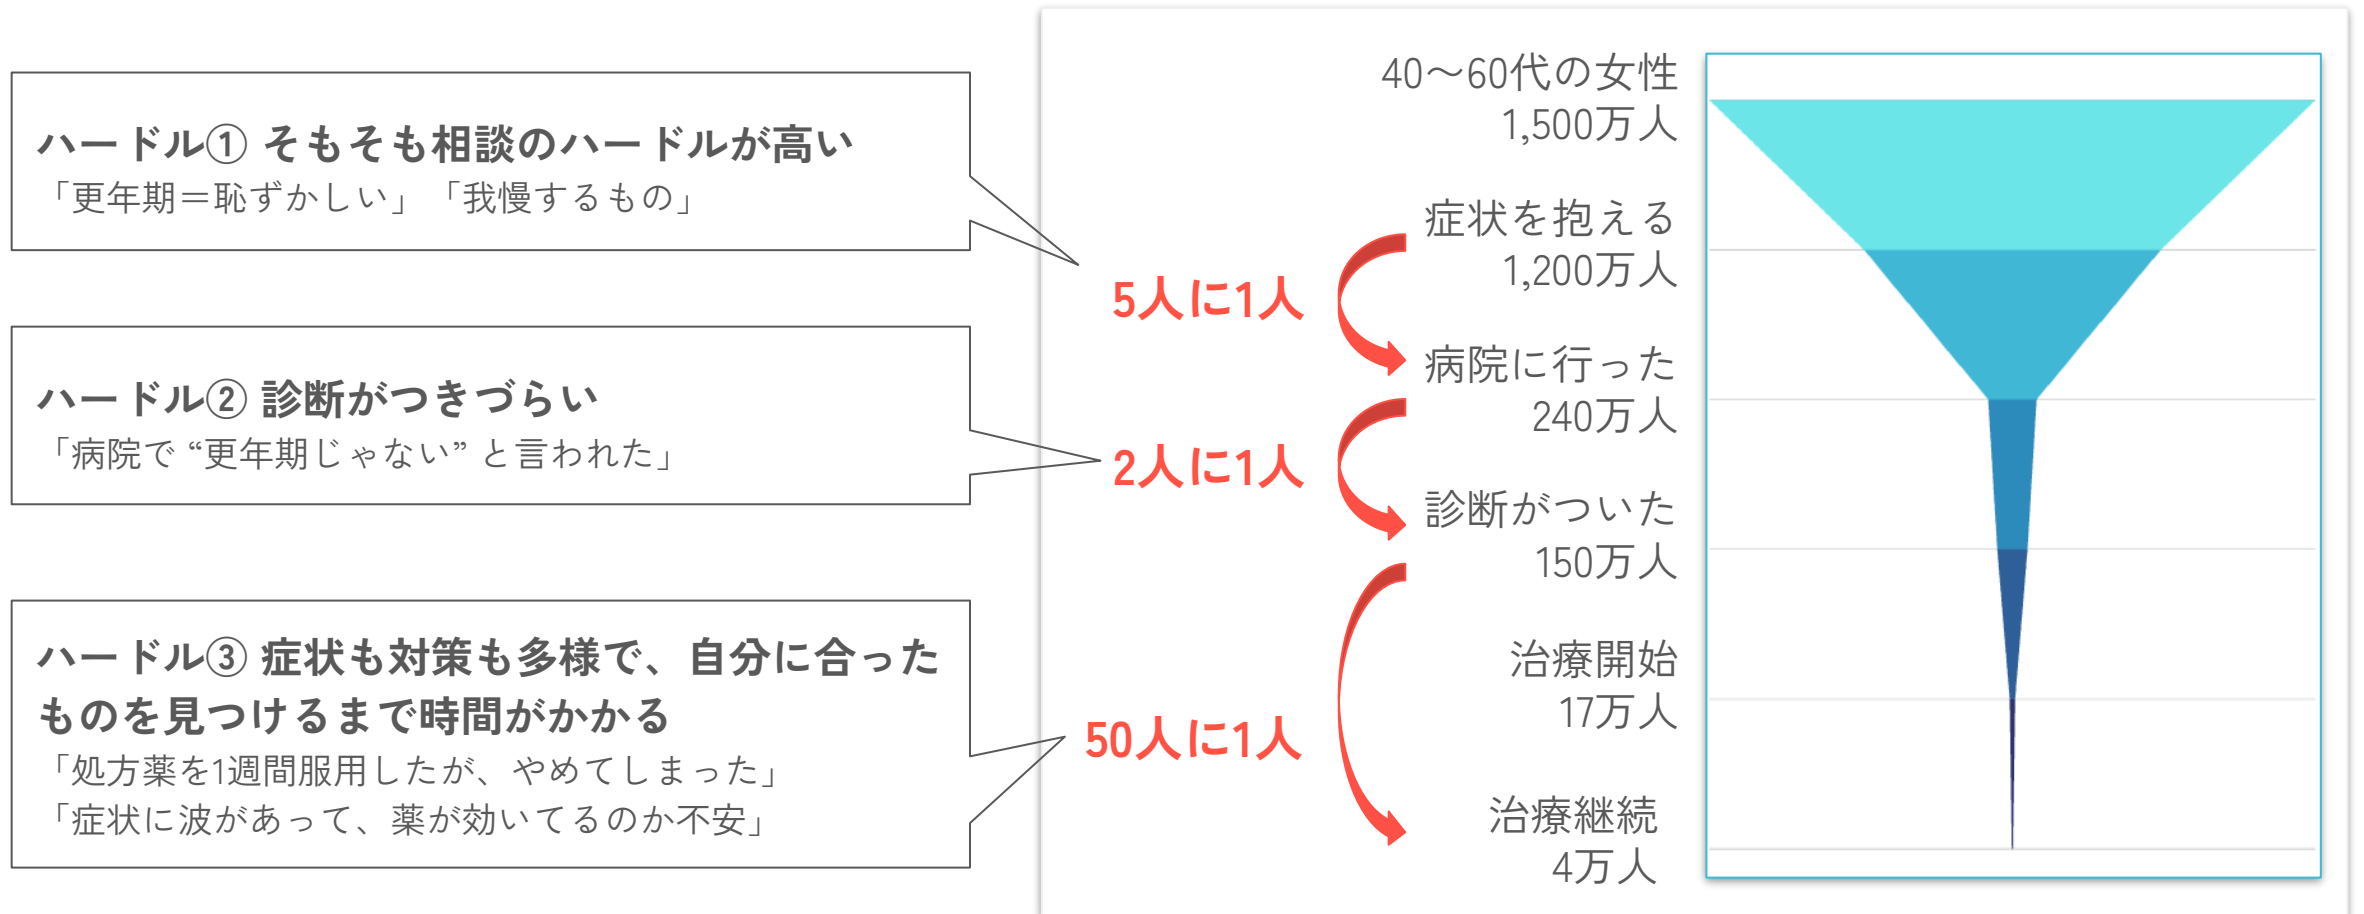 ハードル① そもそも相談のハードルが高い
「更年期＝恥ずかしい」「我慢するもの」
ハードル② 診断がつきづらい
「病院で “更年期じゃない” と言われた」
ハードル③ 症状も対策も多様で、自分に合った
ものを見つけるまで時間がかかる
「処方薬を1週間服用したが、やめてしまった」
「症状に波があって、薬が効いてるのか不安」
5人に1人
2人に1人
50人に1人
40〜60代の女性
1,500万人
症状を抱える
1,200万人
病院に行った
240万人
診断がついた
150万人
治療開始
17万人
治療継続
4万人